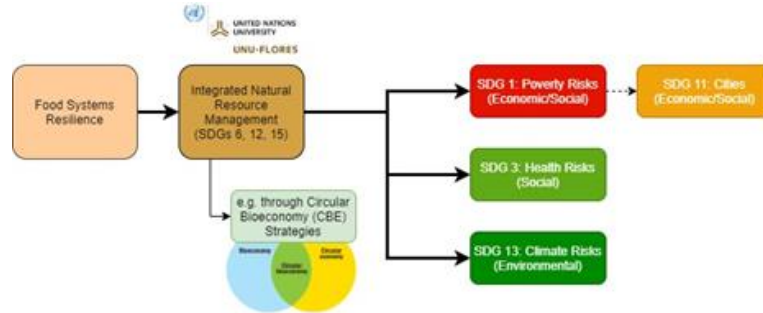 UNITED NATIONS
UNIVERSITY
UNU-FLORES
Food Systems
Resilience
Integrated Natural
Resource
Management
(SDGs 6, 12, 15)
SDG 1: Poverty Risks
(Economic/Social)
SDG 11: Cities
(Economic/Social)
SDG 3: Health Risks
(Social)
e.g. through Circular
Bioeconomy (CBE)
Strategies
Bioeconomy
Circular
economy
Circular
bioeconomy
SDG 13: Climate Risks
(Environmental)